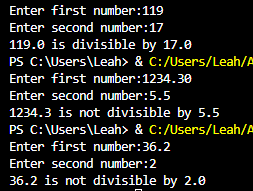 Enter first number:119
Enter second number:17
119.0 is divisible by 17.0
PS C:\Users\Leah> & C:/Users/Leah/A
Enter first number:1234.30
Enter second number:5.5
1234.3 is not divisible by 5.5
PS C:\Users\Leah> & C:/Users/Leah/A
Enter first number:36.2
Enter second number:2
36.2 is not divisible by 2.0